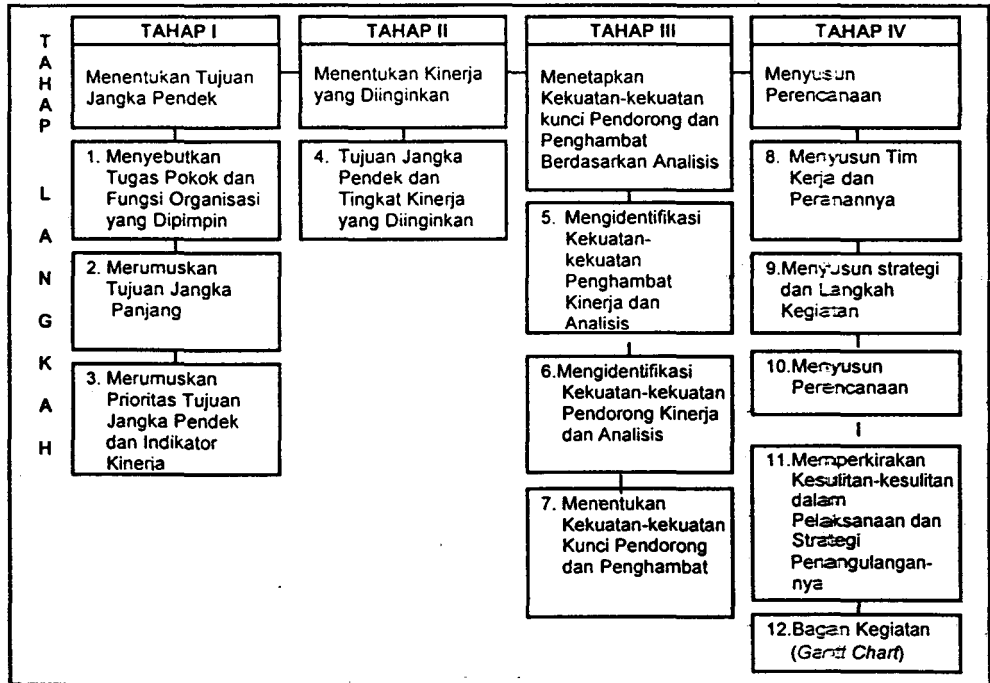 TAHAP
LANGKAH
TAHAP I
Menentukan Tujuan
Jangka Pendek
1. Menyebutkan
Tugas Pokok dan
Fungsi Organisasi
yang Dipimpin
2. Merumuskan
Tujuan Jangka
Panjang
3. Merumuskan
Prioritas Tujuan
Jangka Pendek
dan Indikator
Kinerja
TAHAP II
Menentukan Kinerja
yang Diinginkan
4. Tujuan Jangka
Pendek dan
Tingkat Kinerja
yang Diinginkan
TAHAP III
Menetapkan
Kekuatan-kekuatan
kunci Pendorong dan
Penghambat
Berdasarkan Analisis
5. Mengidentifikasi
Kekuatan-
kekuatan
Penghambat
Kinerja dan
Analisis
6.Mengidentifikasi
Kekuatan-kekuatan
Pendorong Kinerja
dan Analisis
7. Menentukan
Kekuatan-kekuatan
Kunci Pendorong
dan Penghambat
TAHAP IV
Menyusun
Perencanaan
8. Menyusun Tim
Kerja dan
Peranannya
9.Menyusun strategi
dan Langkah
Kegiatan
10.Menyusun
Perencanaan
11.Memperkirakan
Kesulitan-kesulitan
dalam
Pelaksanaan dan
Strategi
Penangulangan-
nya
12.Bagan Kegiatan
(Gantt Chart)